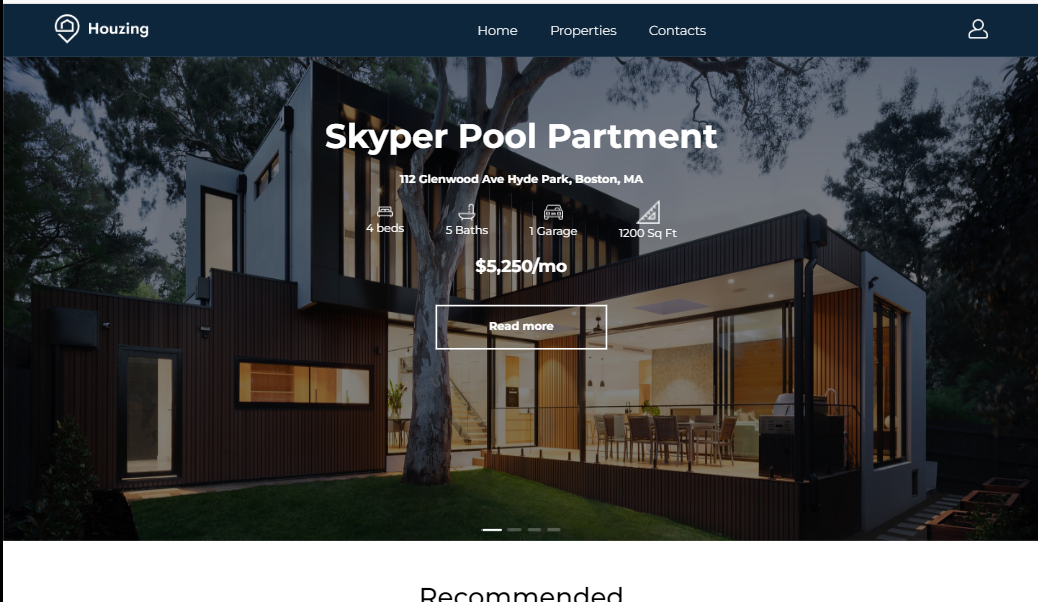 Houzing
Home Properties Contacts
Skyper Pool Partment
112 Glenwood Ave Hyde Park, Boston, MA
4 beds 5 Baths 1 Garage 1200 Sq Ft
$5,250/mo
Read more
Recommended